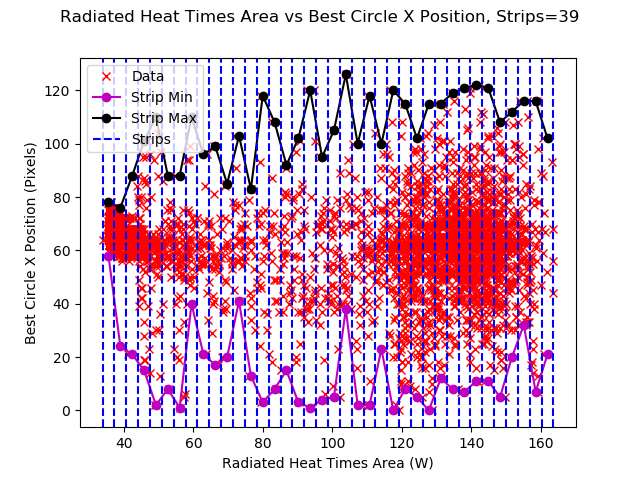 Radiated Heat Times Area vs Best Circle X Position, Strips=39
Data
Strip Min
Strip Max
Strips
Best Circle X Position (Pixels)
120
100
80
60
40
20
0
40
60
80
100
120
140
160
Radiated Heat Times Area (W)